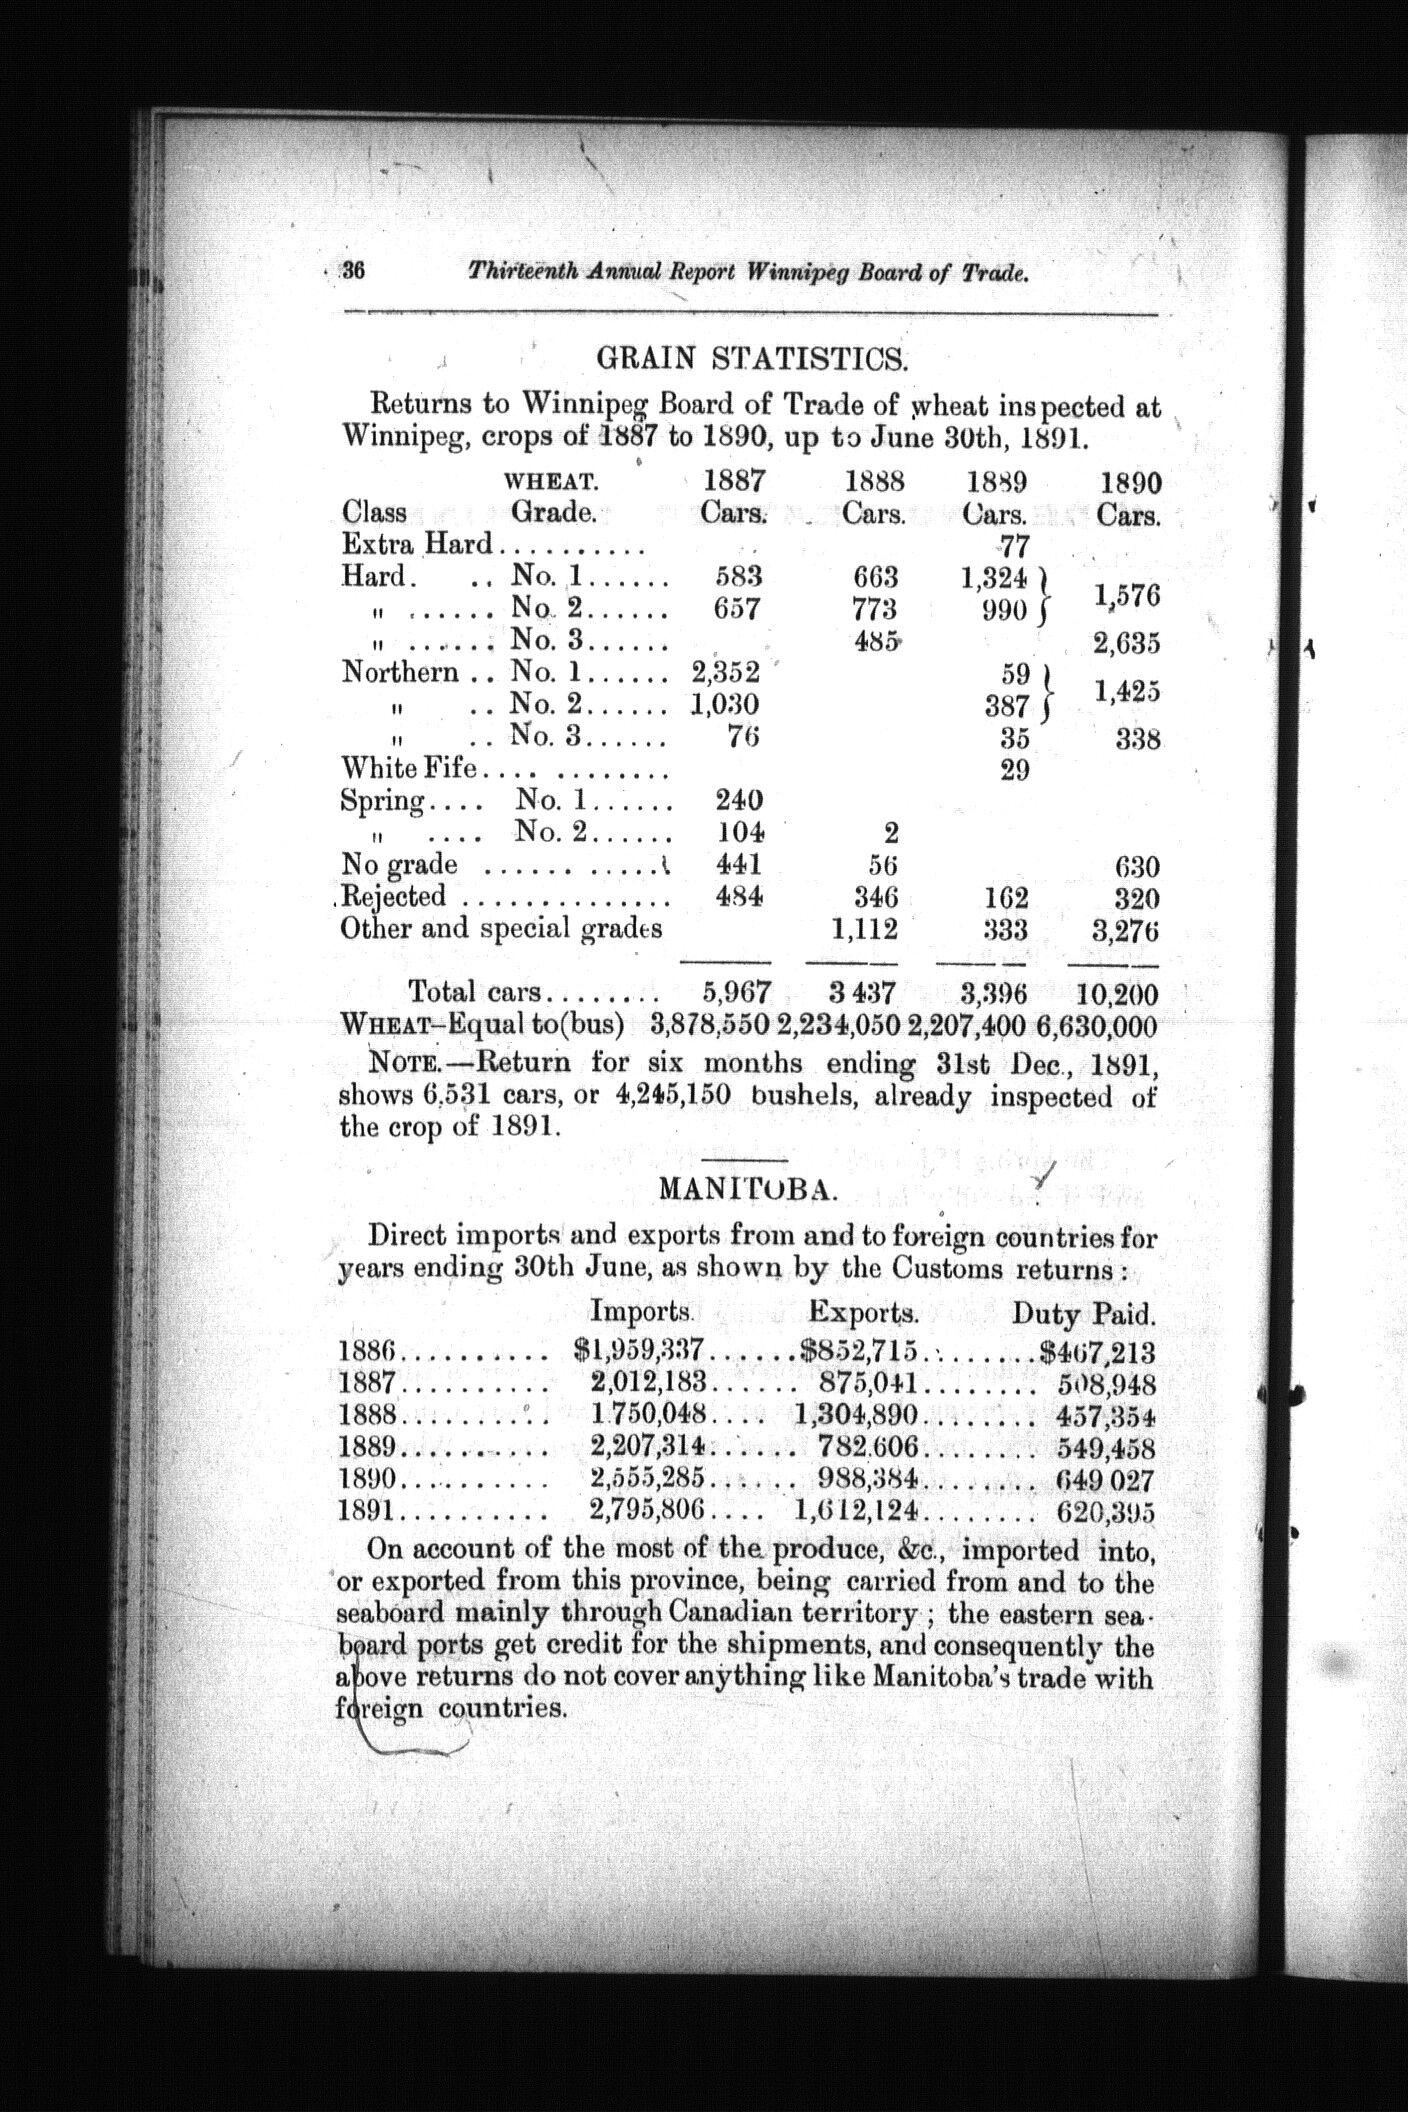 36 Thirteenth Annual Report Winnipeg Board of Trade.
GRAIN STATISTICS.
Returns to Winnipeg Board of Trade of wheat inspected at
Winnipeg, crops of 1887 to 1890, up to June 30th, 1891.
WHEAT. 1887 1888 1889 1890
Class Grade. Cars. Cars. Cars. Cars.
Extra Hard.......... 77
Hard. .. No. 1...... 583 663 1,324 } 1,576
" ...... No. 2...... 657 773 990
" ...... No. 3...... 485 2,635
Northern .. No. 1...... 2,352 59 } 1,425
" .. No. 2...... 1,030 387
" .. No. 3...... 76 35 338
White Fife.... ........ 29
Spring.... No. 1...... 240
" .... No. 2...... 104 2
No grade ...... ..... 441 56 630
Rejected .............. 484 346 162 320
Other and special grades 1,112 333 3,276
Total cars........ 5,967 3 437 3,396 10,200
WHEAT–Equal to(bus) 3,878,550 2,234,050 2,207,400 6,630,000
NOTE.—Return for six months ending 31st Dec., 1891,
shows 6,531 cars, or 4,245,150 bushels, already inspected of
the crop of 1891.
MANITOBA.
Direct imports and exports from and to foreign countries for
years ending 30th June, as shown by the Customs returns :
Imports. Exports. Duty Paid.
1886.......... $1,959,337......$852,715........$467,213
1887.......... 2,012,183...... 875,041........ 508,948
1888.......... 1 750,048.... 1,304,890........ 457,354
1889.......... 2,207,314...... 782.606........ 549,458
1890.......... 2,555,285...... 988,384........ 649 027
1891.......... 2,795,806.... 1,612,124........ 620,395
On account of the most of the produce, &c., imported into,
or exported from this province, being carried from and to the
seaboard mainly through Canadian territory ; the eastern sea-
board ports get credit for the shipments, and consequently the
above returns do not cover anything like Manitoba's trade with
foreign countries.